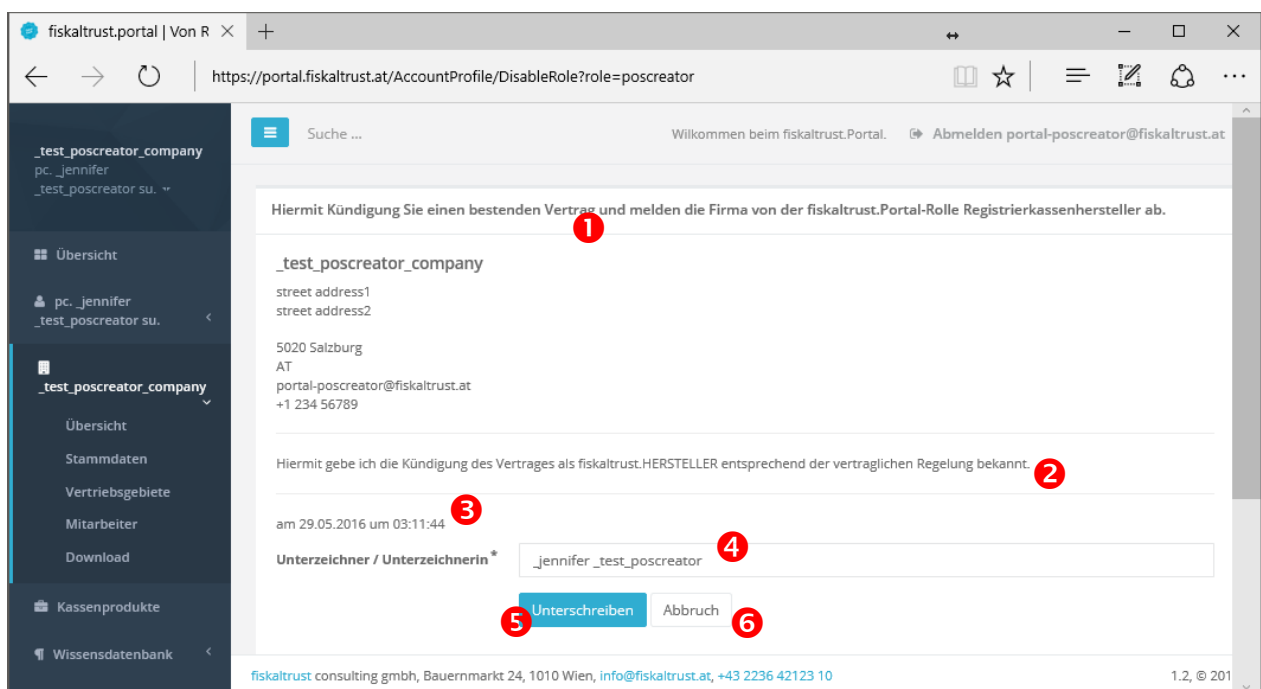 fiskaltrust.portal | Von R
https://portal.fiskaltrust.at/AccountProfile/DisableRole?role=poscreator
_test_poscreator_company
pc. _jennifer
_test_poscreator su.
Suche ...
Wilkommen beim fiskaltrust.Portal.
Abmelden portal-poscreator@fiskaltrust.at
Übersicht
pc. _jennifer
_test_poscreator su.
_test_poscreator_company
Übersicht
Stammdaten
Vertriebsgebiete
Mitarbeiter
Download
Kassenprodukte
Wissensdatenbank
Hiermit Kündigung Sie einen bestenden Vertrag und melden die Firma von der fiskaltrust.Portal-Rolle Registrierkassenhersteller ab.
1
_test_poscreator_company
street address1
street address2
5020 Salzburg
AT
portal-poscreator@fiskaltrust.at
+1 234 56789
Hiermit gebe ich die Kündigung des Vertrages als fiskaltrust.HERSTELLER entsprechend der vertraglichen Regelung bekannt.
2
am 29.05.2016 um 03:11:44
3
Unterzeichner / Unterzeichnerin*
_jennifer _test_poscreator
4
Unterschreiben
5
Abbruch
6
fiskaltrust consulting gmbh, Bauernmarkt 24, 1010 Wien, info@fiskaltrust.at, +43 2236 42123 10
1.2, © 201